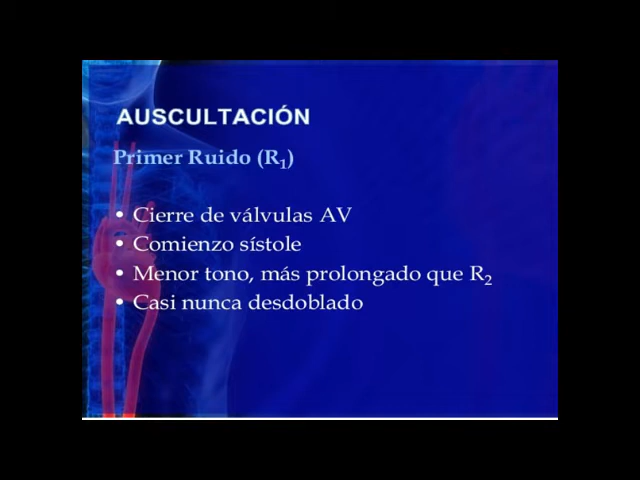 AUSCULTACIÓN
Primer Ruido (R₁)
• Cierre de válvulas AV
• Comienzo sístole
• Menor tono, más prolongado que R₂
• Casi nunca desdoblado